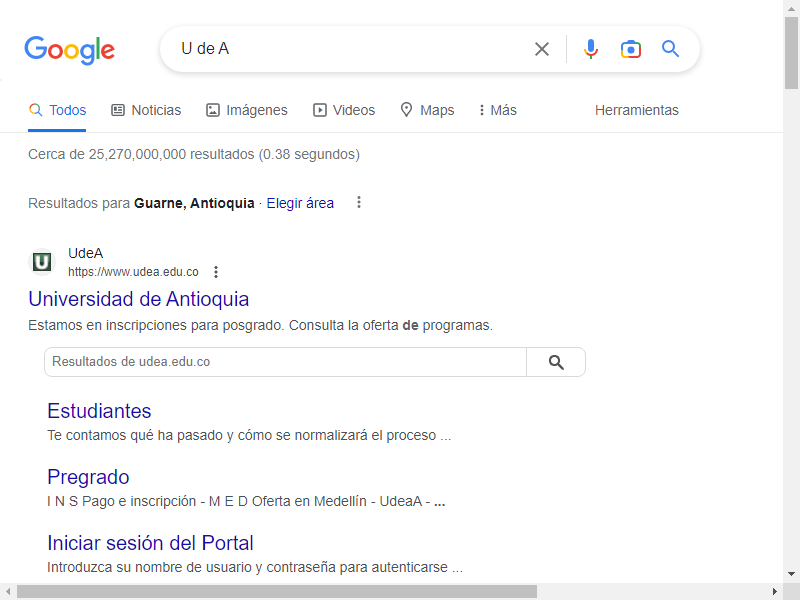 Google
U de A
Todos Noticias Imágenes Videos Maps Más Herramientas
Cerca de 25,270,000,000 resultados (0.38 segundos)
Resultados para Guarne, Antioquia · Elegir área
U
UdeA
https://www.udea.edu.co
Universidad de Antioquia
Estamos en inscripciones para posgrado. Consulta la oferta de programas.
Resultados de udea.edu.co
Estudiantes
Te contamos qué ha pasado y cómo se normalizará el proceso ...
Pregrado
I N S Pago e inscripción - M E D Oferta en Medellín - UdeaA - ...
Iniciar sesión del Portal
Introduzca su nombre de usuario y contraseña para autenticarse ...